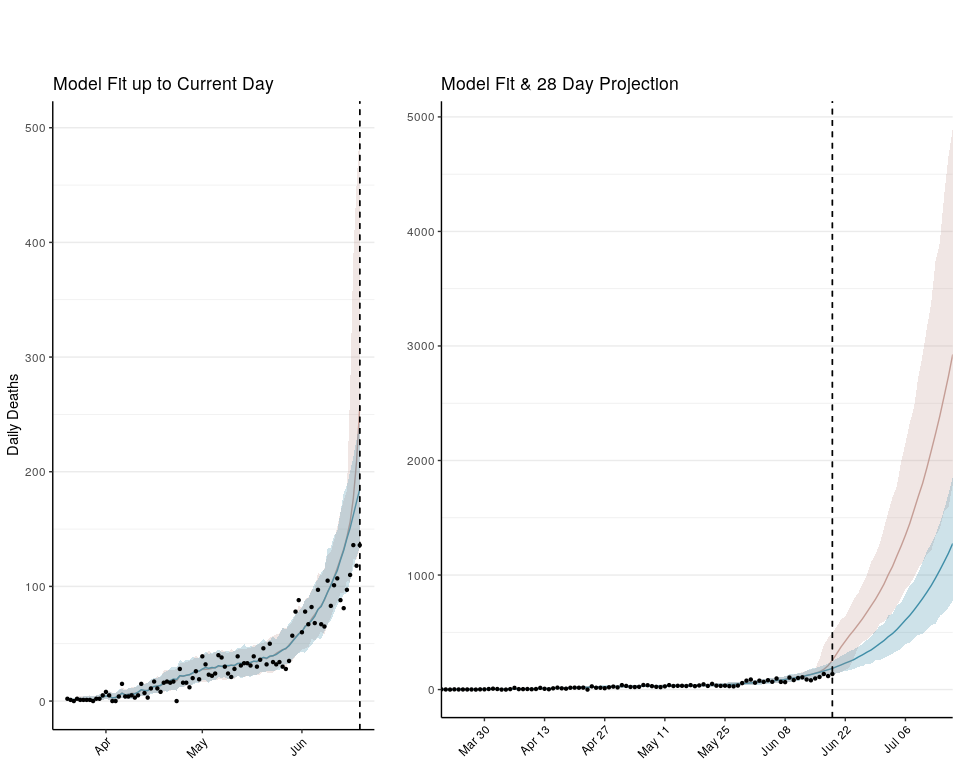 Model Fit up to Current Day
Daily Deaths
500
400
300
200
100
0
Apr
May
Jun
Model Fit & 28 Day Projection
5000
4000
3000
2000
1000
0
Mar 30
Apr 13
Apr 27
May 11
May 25
Jun 08
Jun 22
Jul 06